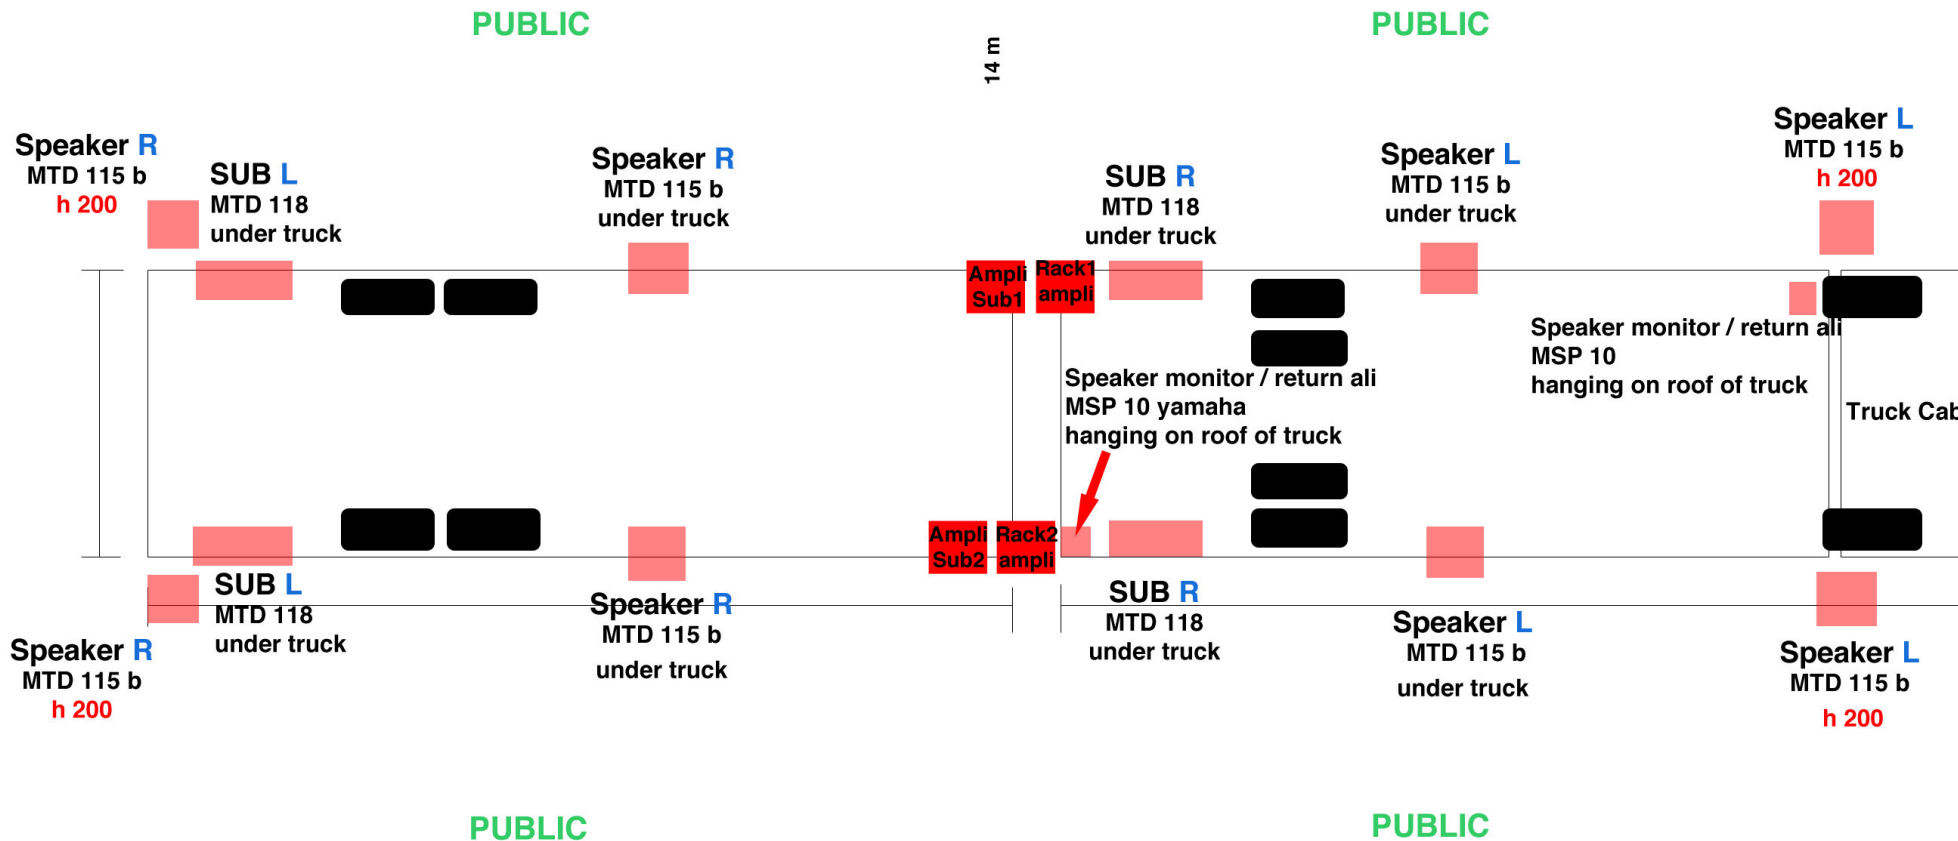 PUBLIC
PUBLIC
14 m
Speaker R
MTD 115 b
h 200
SUB L
MTD 118
under truck
Speaker R
MTD 115 b
under truck
SUB R
MTD 118
under truck
Speaker L
MTD 115 b
under truck
Speaker L
MTD 115 b
h 200
Ampli
Sub1
Rack1
ampli
Speaker monitor / return ali
MSP 10
hanging on roof of truck
Speaker monitor / return ali
MSP 10 yamaha
hanging on roof of truck
Truck Cab
Ampli
Sub2
Rack2
ampli
Speaker R
MTD 115 b
h 200
SUB L
MTD 118
under truck
Speaker R
MTD 115 b
under truck
SUB R
MTD 118
under truck
Speaker L
MTD 115 b
under truck
Speaker L
MTD 115 b
h 200
PUBLIC
PUBLIC